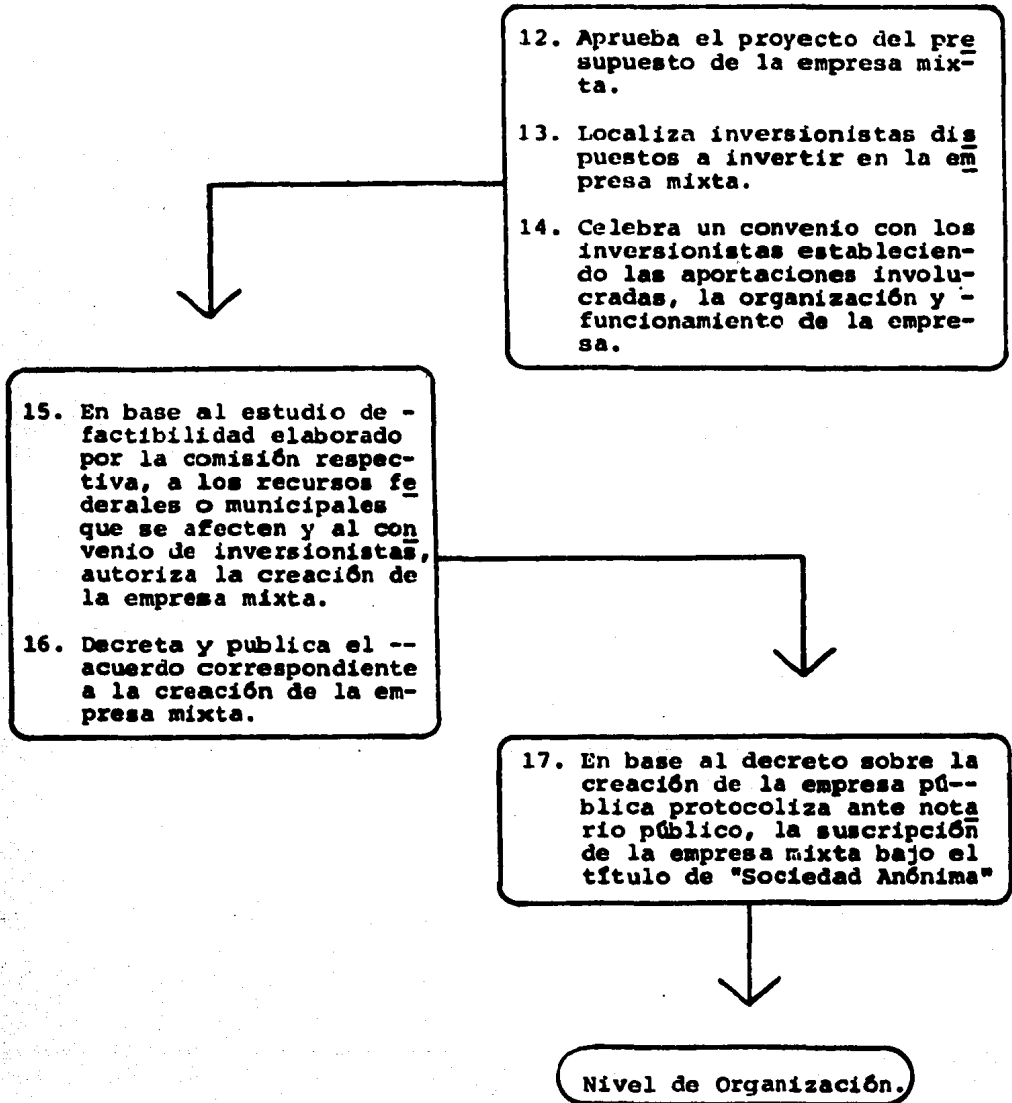 12. Aprueba el proyecto del pre
supuesto de la empresa mix-
ta.
13. Localiza inversionistas dis
puestos a invertir en la em
presa mixta.
14. Celebra un convenio con los
inversionistas establecien-
do las aportaciones involu-
cradas, la organización y -
funcionamiento de la empre-
sa.
15. En base al estudio de -
factibilidad elaborado
por la comisión respec-
tiva, a los recursos fe
derales o municipales
que se afecten y al con
venio de inversionistas,
autoriza la creación de
la empresa mixta.
16. Decreta y publica el --
acuerdo correspondiente
a la creación de la em-
presa mixta.
17. En base al decreto sobre la
creación de la empresa pú--
blica protocoliza ante nota
rio público, la suscripción
de la empresa mixta bajo el
título de "Sociedad Anónima"
Nivel de Organización.